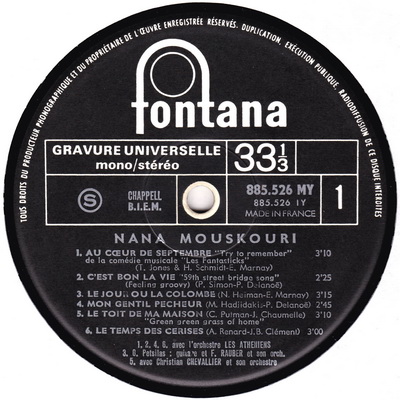 TOUS DROITS DU PRODUCTEUR PHONOGRAPHIQUE ET DU PROPRIÉTAIRE DE L'ŒUVRE ENREGISTRÉE RÉSERVÉS. DUPLICATION, EXÉCUTION PUBLIQUE, RADIODIFFUSION DE CE DISQUE INTERDITES
fontana
GRAVURE UNIVERSELLE
mono/stéréo
33 1/3
S
CHAPPELL
B.I.E.M.
885.526 MY
885.526 1Y
MADE IN FRANCE
1
NANA MOUSKOURI
1. AU CŒUR DE SEPTEMBRE "Try to remember" 3'10
de la comédie musicale "Les Fantasticks"
(T. Jones & H. Schmidt-E. Marnay)
2. C'EST BON LA VIE "59th street bridge song" 2'25
(Feeling groovy) (P. Simon-P. Delanoë)
3. LE JOUR OU LA COLOMBE (N. Heiman-E. Marnay) 3'15
4. MON GENTIL PECHEUR (M. Hadjidakis-P. Delanoë) 2'45
5. LE TOIT DE MA MAISON (C. Putman-J. Chaumelle) 3'10
"Green green grass of home"
6. LE TEMPS DES CERISES (A. Renard-J.B. Clément) 3'00
1, 2, 4, 6, avec l'orchestre LES ATHENIENS
3, G. Petsilas : guitare et F. RAUBER et son orch.
5, avec Christian CHEVALLIER et son orchestre